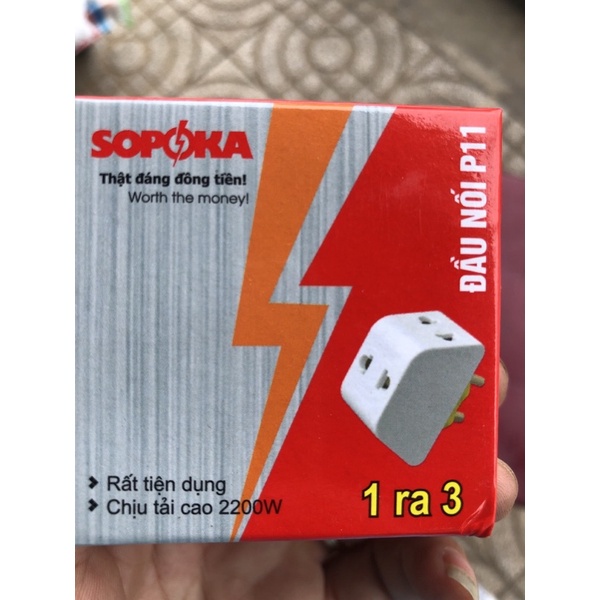 SOPOKA
Thật đáng đồng tiền!
Worth the money!
ĐẦU NỐI P11
Rất tiện dụng
Chịu tải cao 2200W
1 ra 3